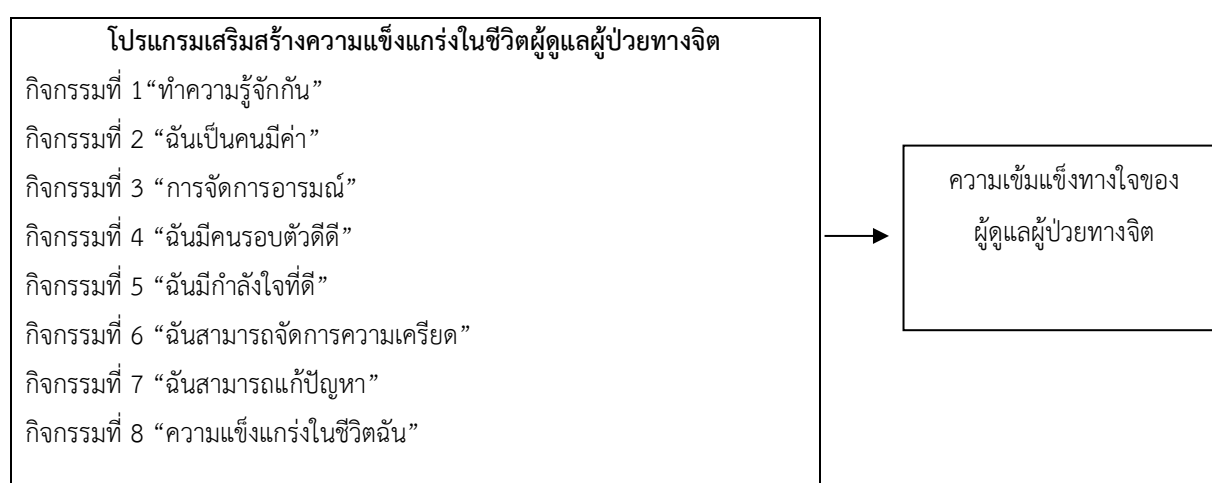 โปรแกรมเสริมสร้างความแข็งแกร่งในชีวิตผู้ดูแลผู้ป่วยทางจิต
กิจกรรมที่ 1“ทำความรู้จักกัน”
กิจกรรมที่ 2 “ฉันเป็นคนมีค่า”
กิจกรรมที่ 3 “การจัดการอารมณ์”
กิจกรรมที่ 4 “ฉันมีคนรอบตัวดีดี”
กิจกรรมที่ 5 “ฉันมีกำลังใจที่ดี”
กิจกรรมที่ 6 “ฉันสามารถจัดการความเครียด”
กิจกรรมที่ 7 “ฉันสามารถแก้ปัญหา”
กิจกรรมที่ 8 “ความแข็งแกร่งในชีวิตฉัน”
ความเข้มแข็งทางใจของ
ผู้ดูแลผู้ป่วยทางจิต